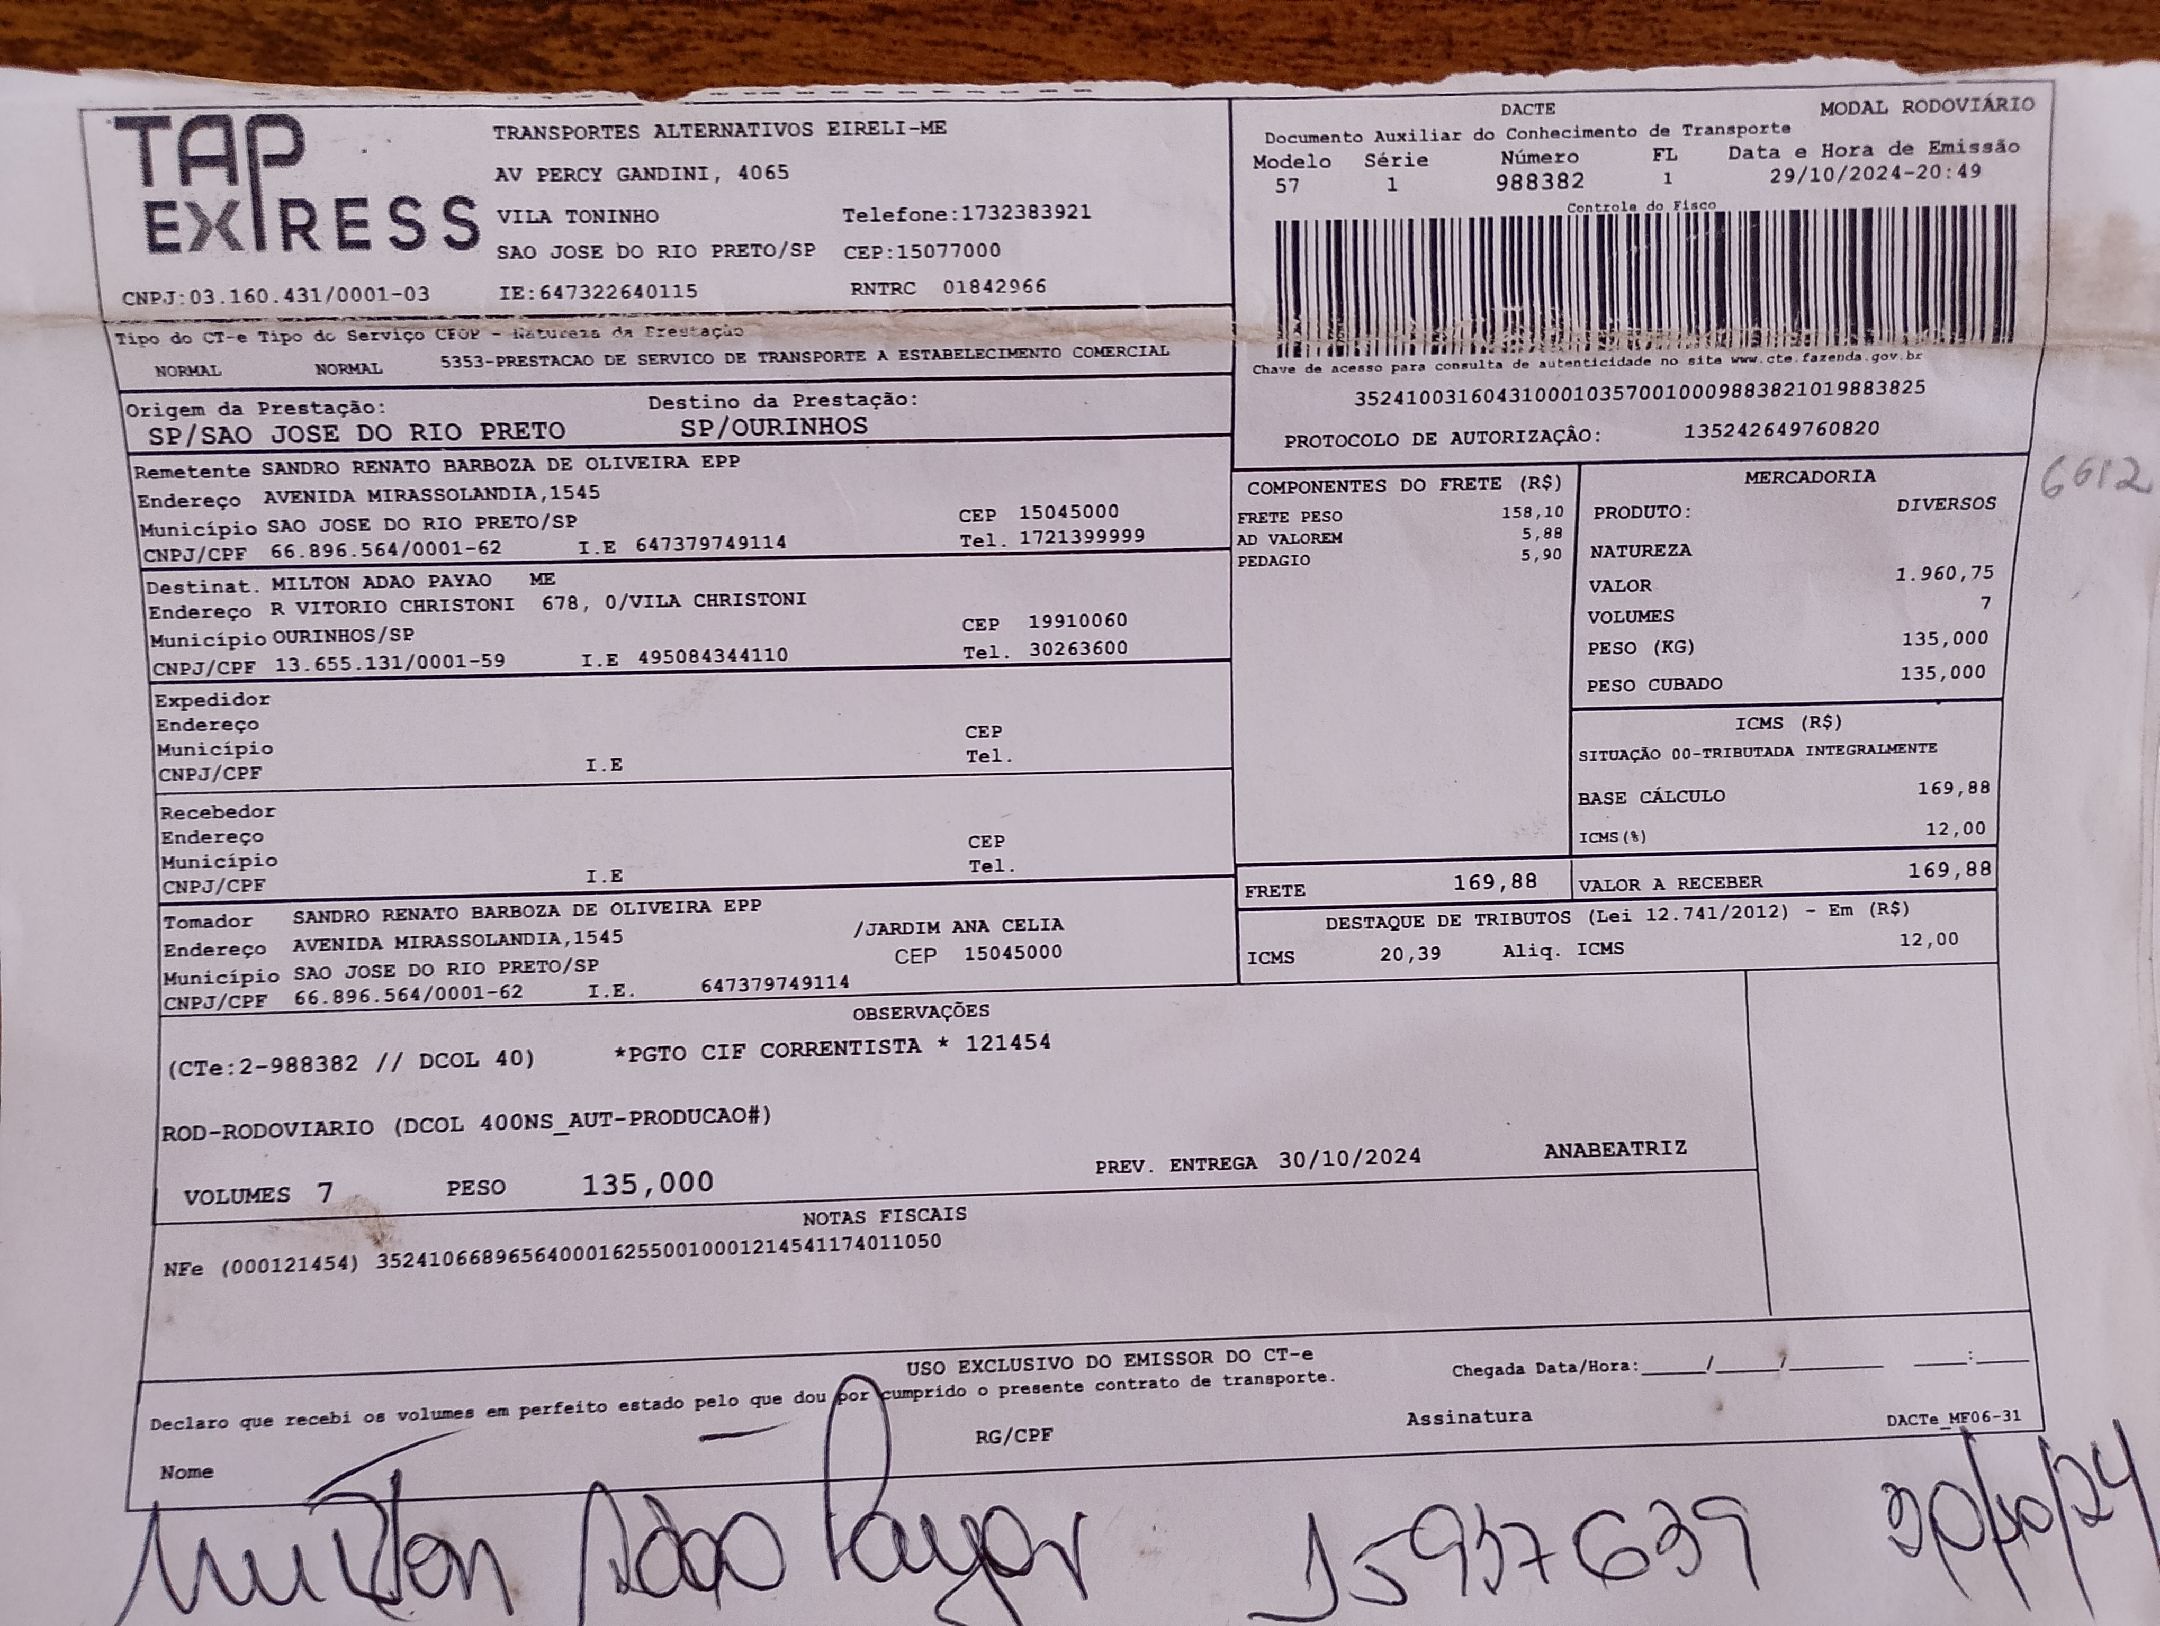 TAP EXPRESS
TRANSPORTES ALTERNATIVOS EIRELI-ME
AV PERCY GANDINI, 4065
VILA TONINHO Telefone:1732383921
SAO JOSE DO RIO PRETO/SP CEP:15077000
CNPJ:03.160.431/0001-03 IE:647322640115 RNTRC 01842966
DACTE MODAL RODOVIÁRIO
Documento Auxiliar do Conhecimento de Transporte
Modelo Série Número FL Data e Hora de Emissão
57 1 988382 1 29/10/2024-20:49
Controle do Fisco
Chave de acesso para consulta de autenticidade no site www.cte.fazenda.gov.br
35241003160431000103570010009883821019883825
PROTOCOLO DE AUTORIZAÇÂO: 135242649760820
Tipo do CT-e Tipo do Serviço CFOP - Natureza da Prestação
NORMAL NORMAL 5353-PRESTACAO DE SERVICO DE TRANSPORTE A ESTABELECIMENTO COMERCIAL
Origem da Prestação: Destino da Prestação:
SP/SAO JOSE DO RIO PRETO SP/OURINHOS
Remetente SANDRO RENATO BARBOZA DE OLIVEIRA EPP
Endereço AVENIDA MIRASSOLANDIA,1545
Município SAO JOSE DO RIO PRETO/SP CEP 15045000
CNPJ/CPF 66.896.564/0001-62 I.E 647379749114 Tel. 1721399999
Destinat. MILTON ADAO PAYAO ME
Endereço R VITORIO CHRISTONI 678, 0/VILA CHRISTONI
Município OURINHOS/SP CEP 19910060
CNPJ/CPF 13.655.131/0001-59 I.E 495084344110 Tel. 30263600
Expedidor
Endereço
Município CEP
CNPJ/CPF I.E Tel.
Recebedor
Endereço
Município CEP
CNPJ/CPF I.E Tel.
Tomador SANDRO RENATO BARBOZA DE OLIVEIRA EPP
Endereço AVENIDA MIRASSOLANDIA,1545 /JARDIM ANA CELIA
Município SAO JOSE DO RIO PRETO/SP CEP 15045000
CNPJ/CPF 66.896.564/0001-62 I.E. 647379749114
COMPONENTES DO FRETE (R$)
FRETE PESO 158,10
AD VALOREM 5,88
PEDAGIO 5,90
FRETE 169,88
MERCADORIA
PRODUTO: DIVERSOS
NATUREZA
VALOR 1.960,75
VOLUMES 7
PESO (KG) 135,000
PESO CUBADO 135,000
6612
ICMS (R$)
SITUAÇÃO 00-TRIBUTADA INTEGRALMENTE
BASE CÁLCULO 169,88
ICMS(%) 12,00
VALOR A RECEBER 169,88
DESTAQUE DE TRIBUTOS (Lei 12.741/2012) - Em (R$)
ICMS 20,39 Aliq. ICMS 12,00
OBSERVAÇÕES
(CTe:2-988382 // DCOL 40) *PGTO CIF CORRENTISTA * 121454
ROD-RODOVIARIO (DCOL 400NS_AUT-PRODUCAO#)
VOLUMES 7 PESO 135,000 PREV. ENTREGA 30/10/2024 ANABEATRIZ
NOTAS FISCAIS
NFe (000121454) 35241066896564000162550010001214541174011050
USO EXCLUSIVO DO EMISSOR DO CT-e
Declaro que recebi os volumes em perfeito estado pelo que dou por cumprido o presente contrato de transporte.
Chegada Data/Hora:_____/_____/_______ ____:____
Nome RG/CPF Assinatura DACTe_MF06-31
Milton Adão Payao 15937639 30/10/24